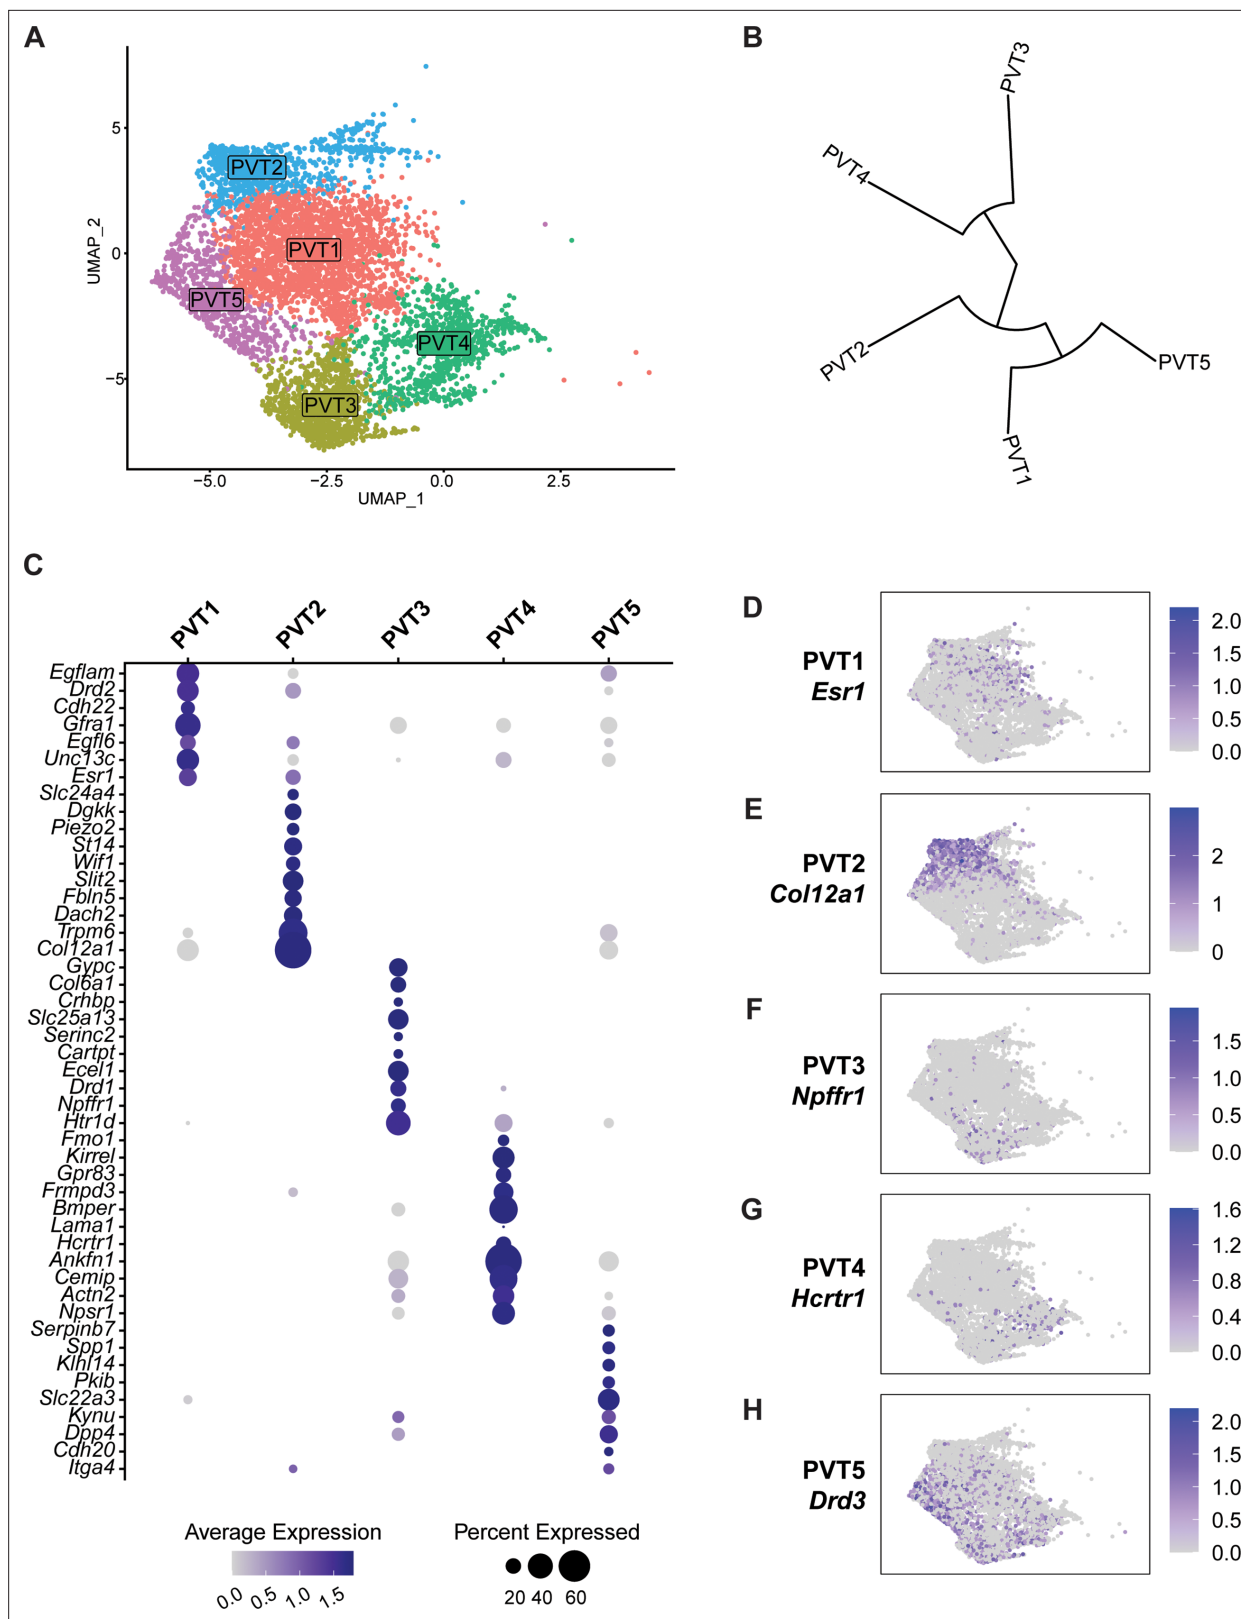 A
5
0
−5
UMAP_2
PVT2
PVT1
PVT5
PVT4
PVT3
−5.0
−2.5
0.0
2.5
UMAP_1
B
PVT3
PVT4
PVT2
PVT5
PVT1
C
PVT1
PVT2
PVT3
PVT4
PVT5
Egflam
Drd2
Cdh22
Gfra1
Egfl6
Unc13c
Esr1
Slc24a4
Dgkk
Piezo2
St14
Wif1
Slit2
Fbln5
Dach2
Trpm6
Col12a1
Gypc
Col6a1
Crhbp
Slc25a13
Serinc2
Cartpt
Ecel1
Drd1
Npffr1
Htr1d
Fmo1
Kirrel
Gpr83
Frmpd3
Bmper
Lama1
Hcrtr1
Ankfn1
Cemip
Actn2
Npsr1
Serpinb7
Spp1
Klhl14
Pkib
Slc22a3
Kynu
Dpp4
Cdh20
Itga4
Average Expression
0.0 0.5 1.0 1.5
Percent Expressed
20 40 60
D
PVT1
Esr1
2.0
1.5
1.0
0.5
0.0
E
PVT2
Col12a1
2
1
0
F
PVT3
Npffr1
1.5
1.0
0.5
0.0
G
PVT4
Hcrtr1
1.6
1.2
0.8
0.4
0.0
H
PVT5
Drd3
2.0
1.5
1.0
0.5
0.0